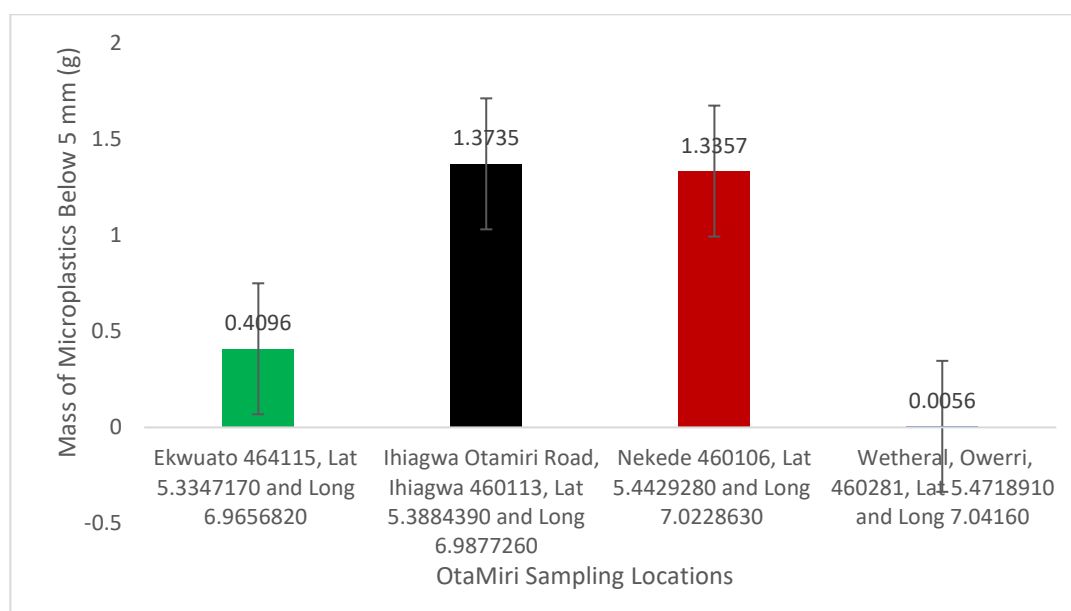 Mass of Microplastics Below 5 mm (g)
2
1.5
1
0.5
0
-0.5
0.4096
1.3735
1.3357
0.0056
Ekwuato 464115, Lat
5.3347170 and Long
6.9656820
Ihiagwa Otamiri Road,
Ihiagwa 460113, Lat
5.3884390 and Long
6.9877260
Nekede 460106, Lat
5.4429280 and Long
7.0228630
Wetheral, Owerri,
460281, Lat 5.4718910
and Long 7.04160
OtaMiri Sampling Locations